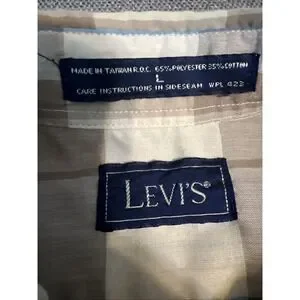 MADE IN TAIWAN R.O.C. 65% POLYESTER 35% COTTON
L
CARE INSTRUCTIONS IN SIDESEAM WPL 423
LEVI'S®